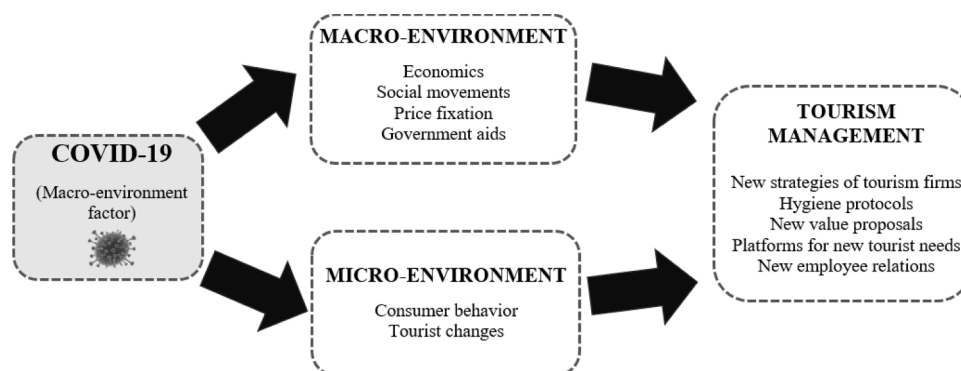 COVID-19
(Macro-environment
factor)
MACRO-ENVIRONMENT
Economics
Social movements
Price fixation
Government aids
MICRO-ENVIRONMENT
Consumer behavior
Tourist changes
TOURISM
MANAGEMENT
New strategies of tourism firms
Hygiene protocols
New value proposals
Platforms for new tourist needs
New employee relations